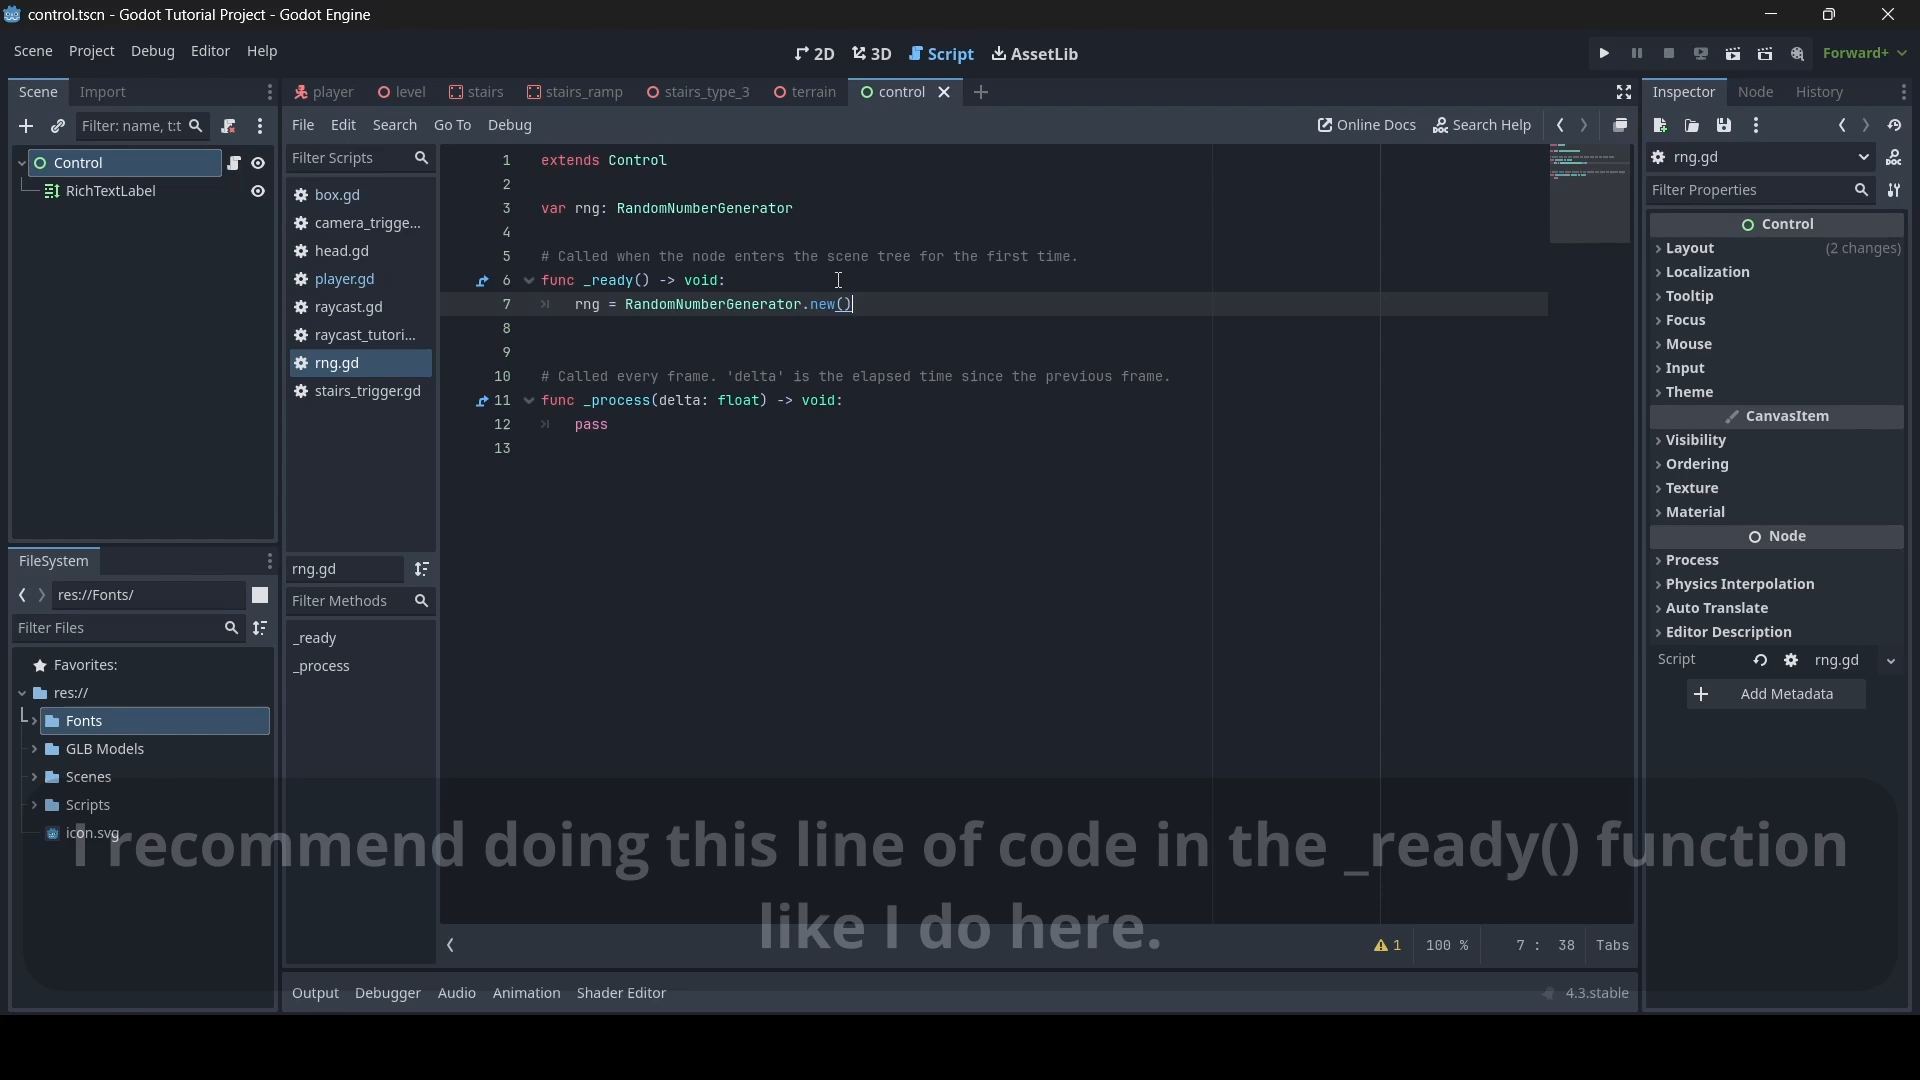 control.tscn - Godot Tutorial Project - Godot Engine
Scene Project Debug Editor Help
2D 3D Script AssetLib
Forward+
Scene Import
player level stairs stairs_ramp stairs_type_3 terrain control
Inspector Node History
Filter: name, t:t
File Edit Search Go To Debug
Online Docs Search Help
Control
RichTextLabel
Filter Scripts
box.gd
camera_trigge...
head.gd
player.gd
raycast.gd
raycast_tutori...
rng.gd
stairs_trigger.gd
1 extends Control
2
3 var rng: RandomNumberGenerator
4
5 # Called when the node enters the scene tree for the first time.
6 func _ready() -> void:
7 rng = RandomNumberGenerator.new()
8
9
10 # Called every frame. 'delta' is the elapsed time since the previous frame.
11 func _process(delta: float) -> void:
12 pass
13
rng.gd
Filter Properties
Control
Layout (2 changes)
Localization
Tooltip
Focus
Mouse
Input
Theme
CanvasItem
Visibility
Ordering
Texture
Material
Node
Process
Physics Interpolation
Auto Translate
Editor Description
Script rng.gd
Add Metadata
FileSystem
res://Fonts/
Filter Files
Favorites:
res://
Fonts
GLB Models
Scenes
Scripts
icon.svg
rng.gd
Filter Methods
_ready
_process
I recommend doing this line of code in the _ready() function
like I do here.
1 100 % 7 : 38 Tabs
Output Debugger Audio Animation Shader Editor
4.3.stable